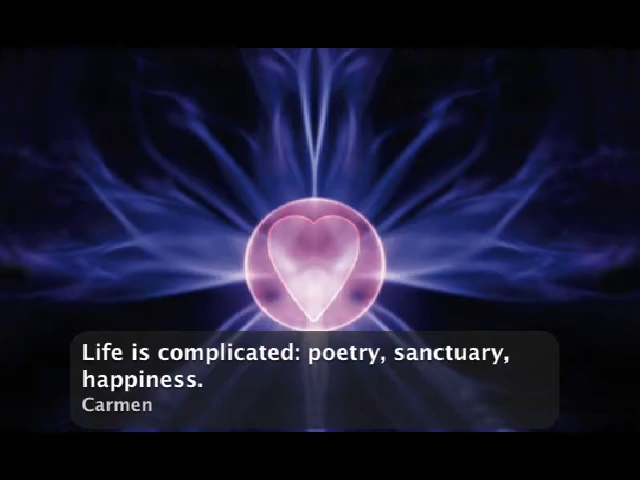 Life is complicated: poetry, sanctuary,
happiness.
Carmen